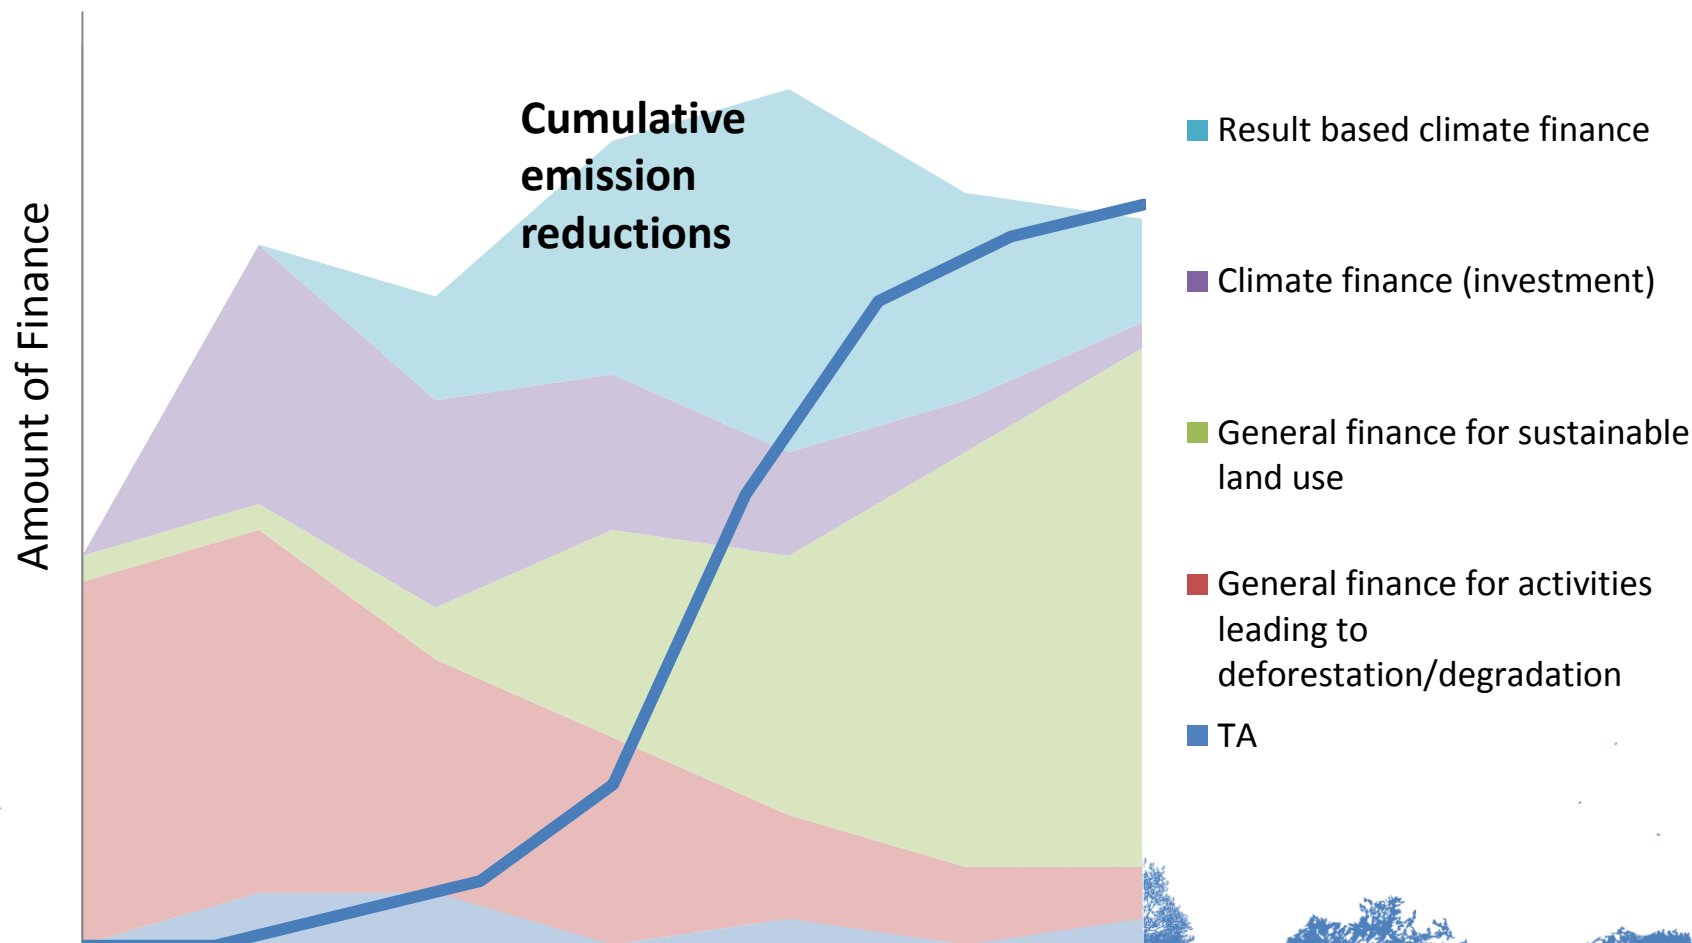 Amount of Finance
Cumulative
emission
reductions
Result based climate finance
Climate finance (investment)
General finance for sustainable
land use
General finance for activities
leading to
deforestation/degradation
TA